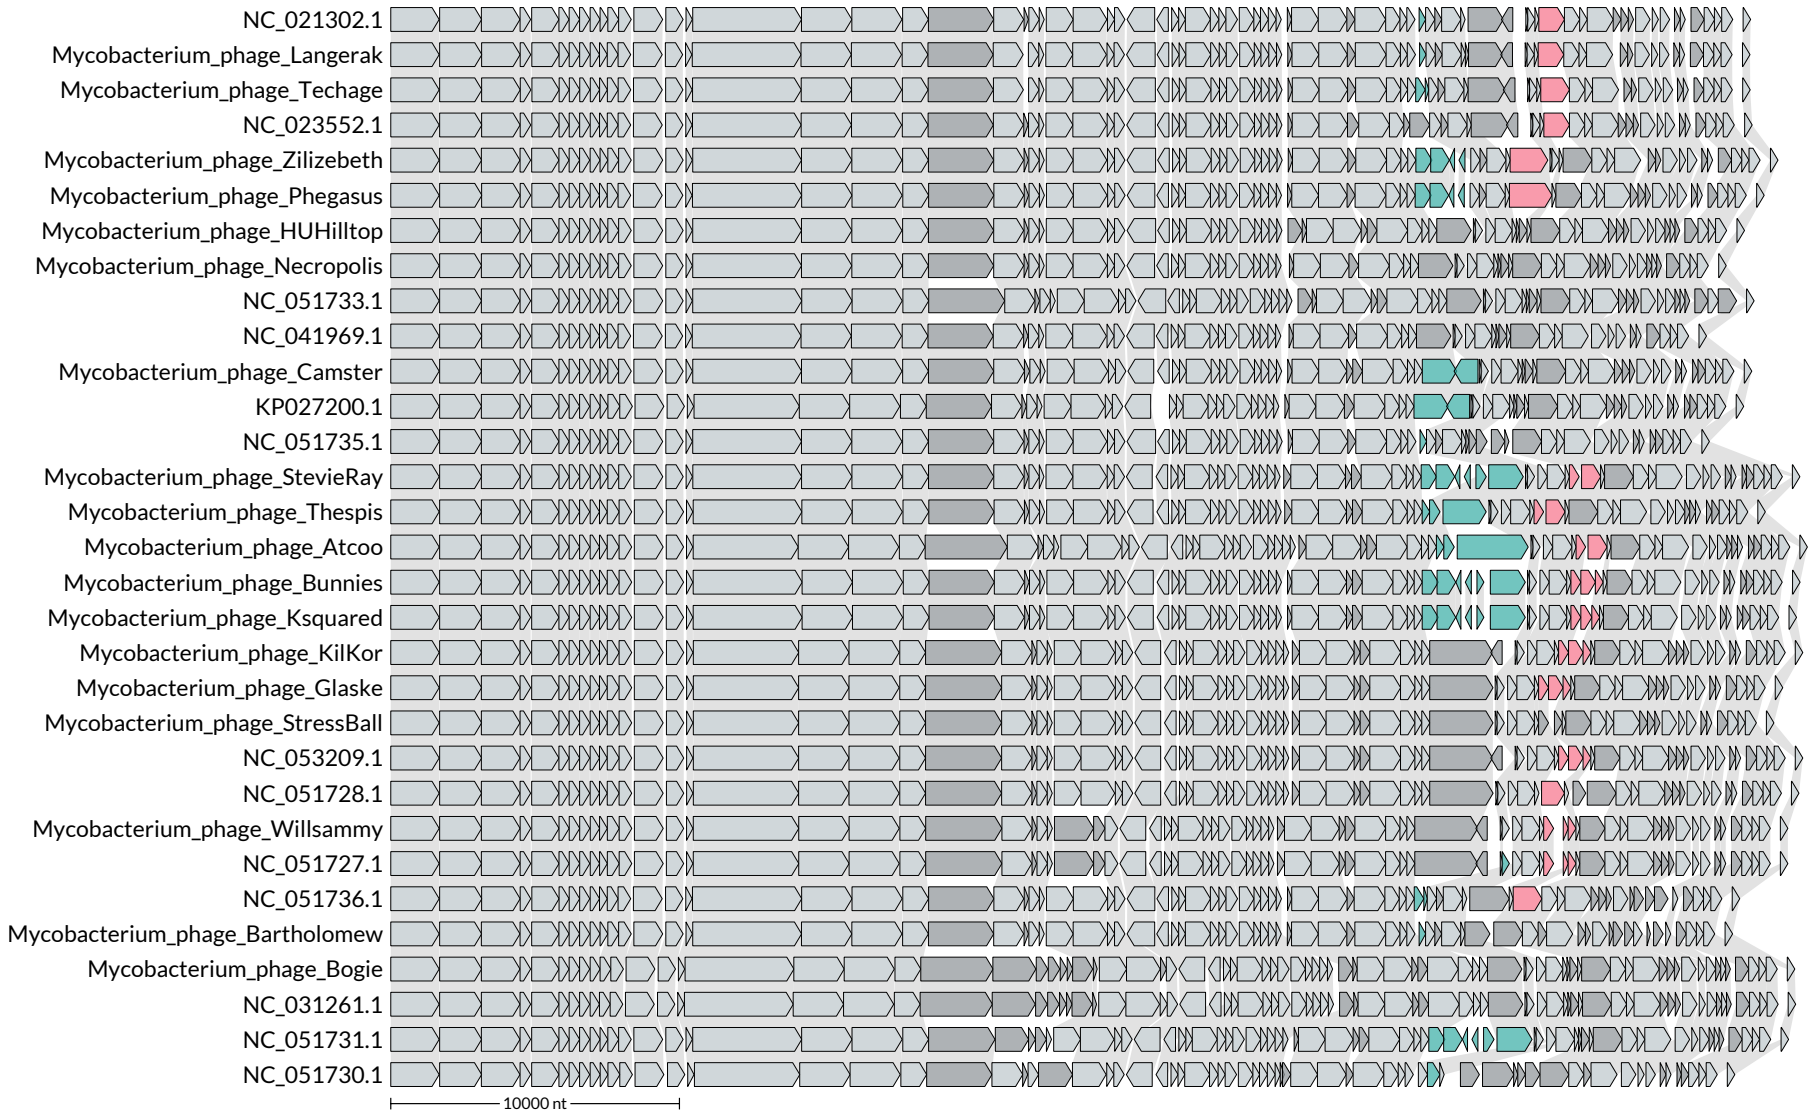 NC_021302.1
Mycobacterium_phage_Langerak
Mycobacterium_phage_Techage
NC_023552.1
Mycobacterium_phage_Zilizebeth
Mycobacterium_phage_Phegasus
Mycobacterium_phage_HUHilltop
Mycobacterium_phage_Necropolis
NC_051733.1
NC_041969.1
Mycobacterium_phage_Camster
KP027200.1
NC_051735.1
Mycobacterium_phage_StevieRay
Mycobacterium_phage_Thespis
Mycobacterium_phage_Atcoo
Mycobacterium_phage_Bunnies
Mycobacterium_phage_Ksquared
Mycobacterium_phage_KilKor
Mycobacterium_phage_Glaske
Mycobacterium_phage_StressBall
NC_053209.1
NC_051728.1
Mycobacterium_phage_Willsammy
NC_051727.1
NC_051736.1
Mycobacterium_phage_Bartholomew
Mycobacterium_phage_Bogie
NC_031261.1
NC_051731.1
NC_051730.1
10000 nt